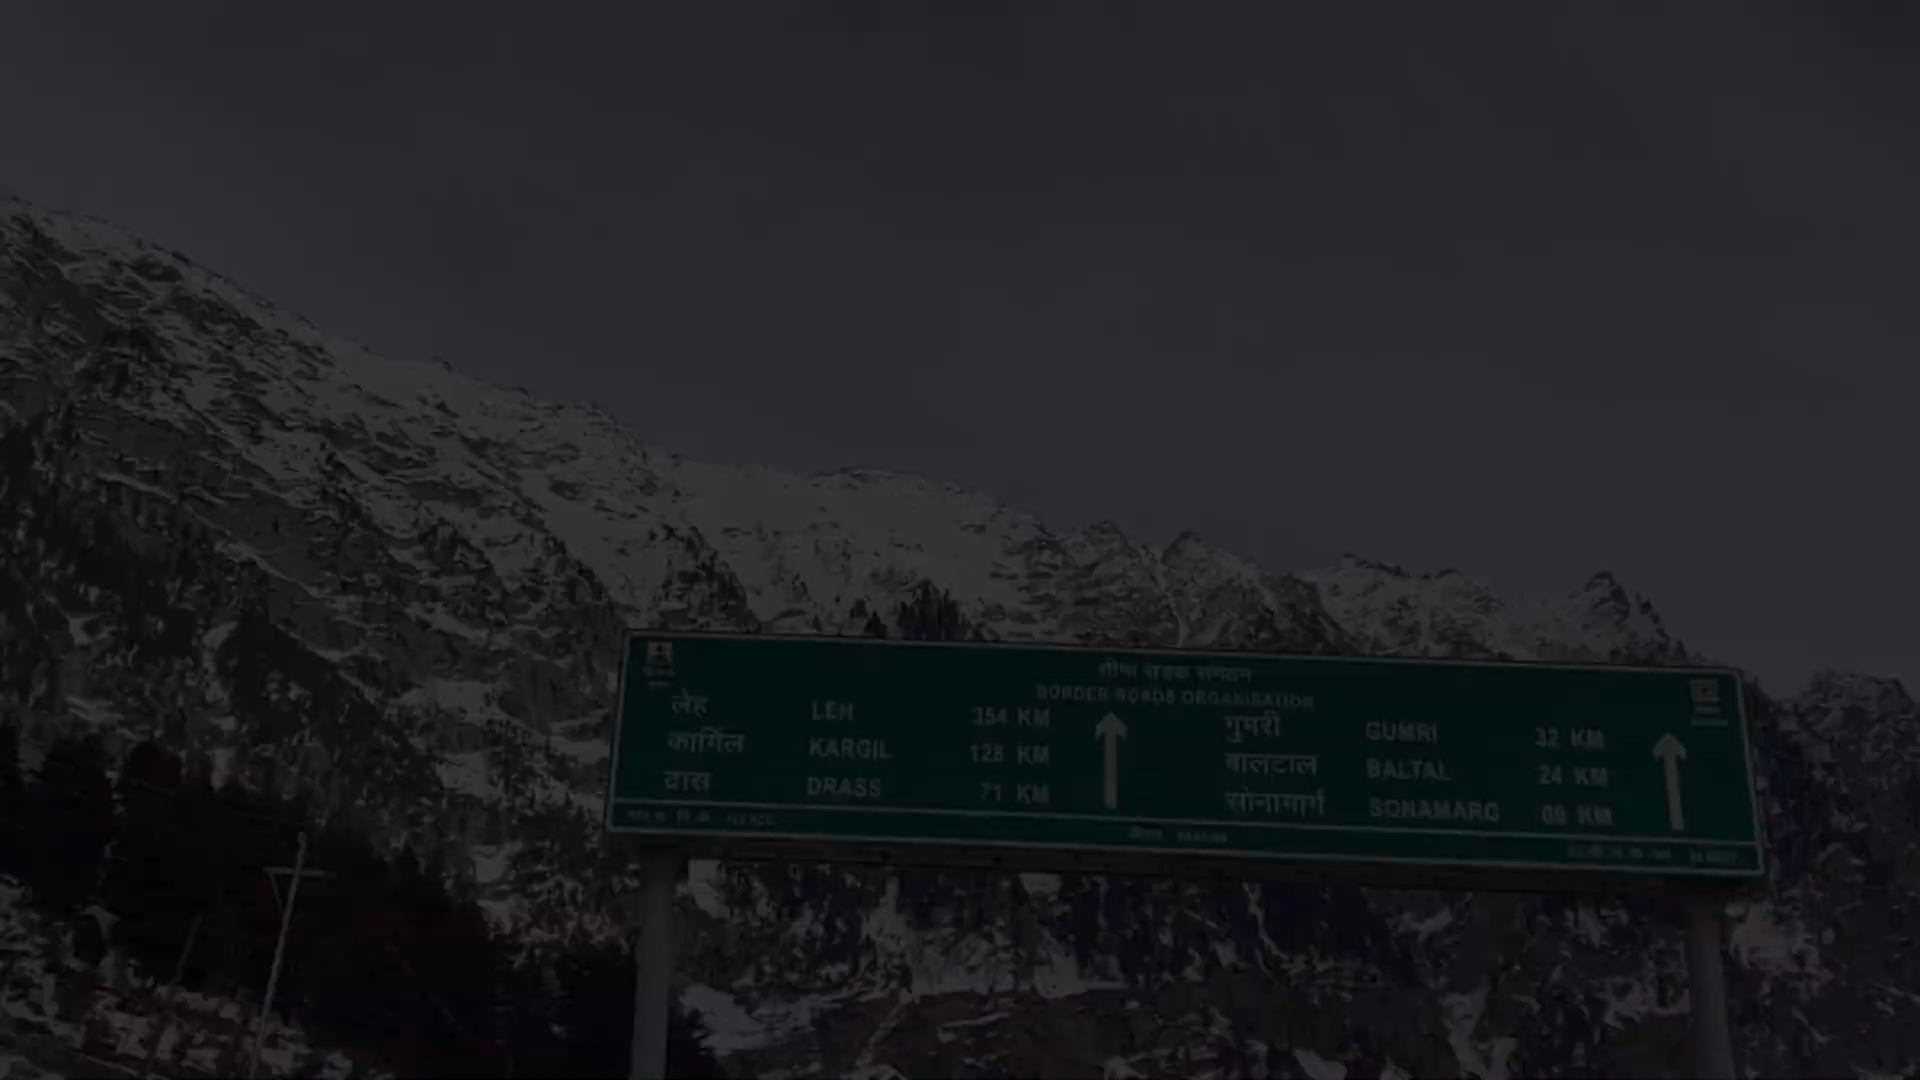 सीमा सड़क संगठन
BORDER ROADS ORGANISATION
लेह LEH 354 KM
कारगिल KARGIL 128 KM
द्रास DRASS 71 KM
गुमरी GUMRI 32 KM
बालटाल BALTAL 24 KM
सोनामार्ग SONAMARG KM